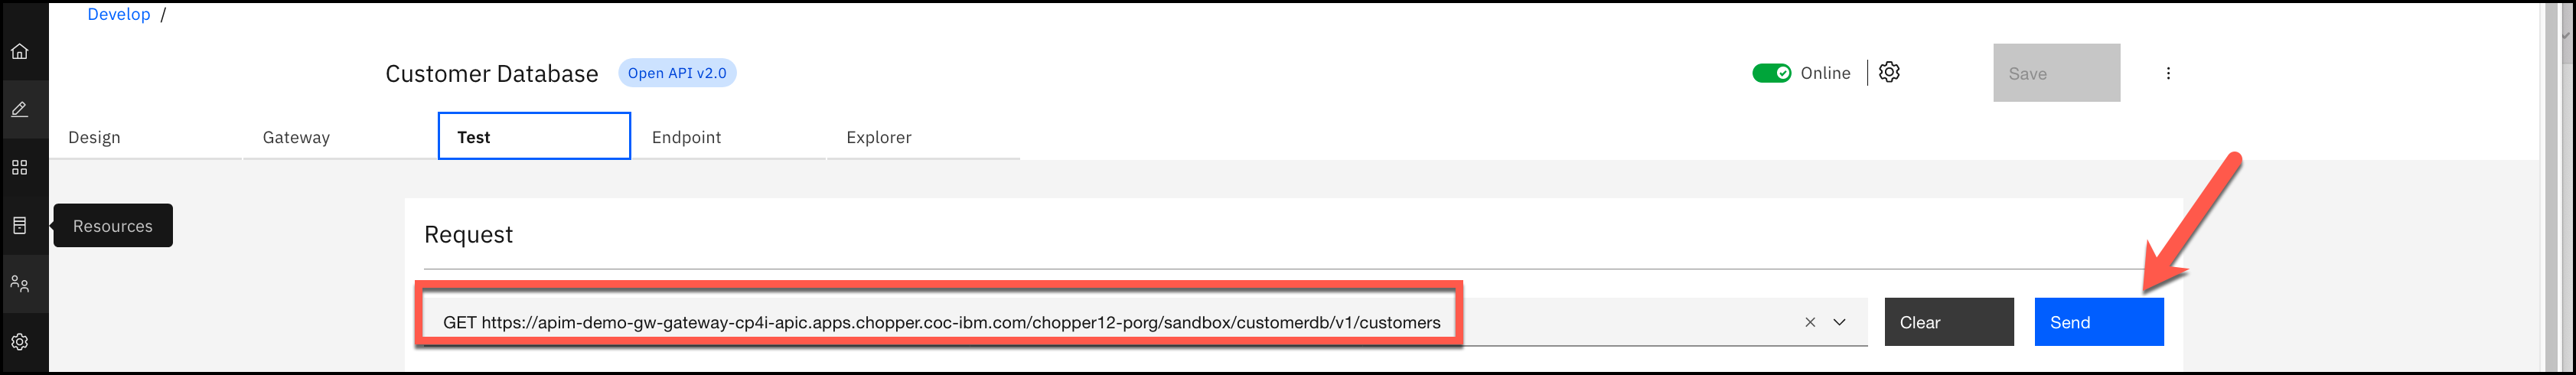 Develop /
Customer Database Open API v2.0 Online Save
Design Gateway Test Endpoint Explorer
Resources
Request
GET https://apim-demo-gw-gateway-cp4i-apic.apps.chopper.coc-ibm.com/chopper12-porg/sandbox/customerdb/v1/customers Clear Send